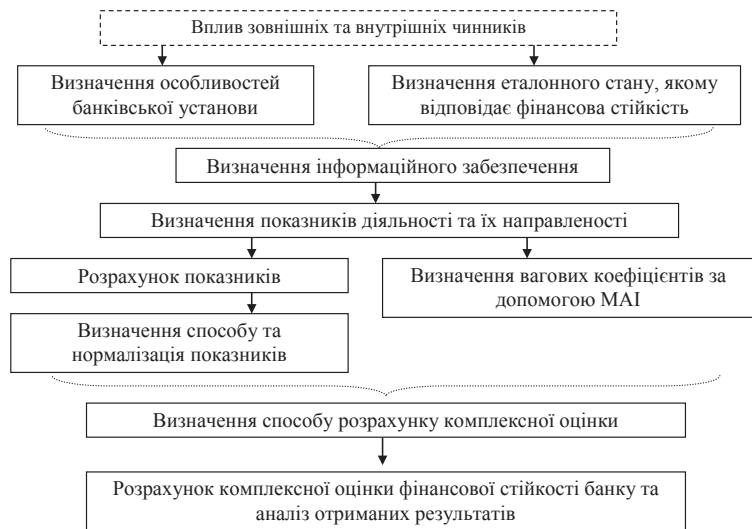 Вплив зовнішніх та внутрішніх чинників
Визначення особливостей
банківської установи
Визначення еталонного стану, якому
відповідає фінансова стійкість
Визначення інформаційного забезпечення
Визначення показників діяльності та їх направленості
Розрахунок показників
Визначення вагових коефіцієнтів за
допомогою МАІ
Визначення способу та
нормалізація показників
Визначення способу розрахунку комплексної оцінки
Розрахунок комплексної оцінки фінансової стійкості банку та
аналіз отриманих результатів